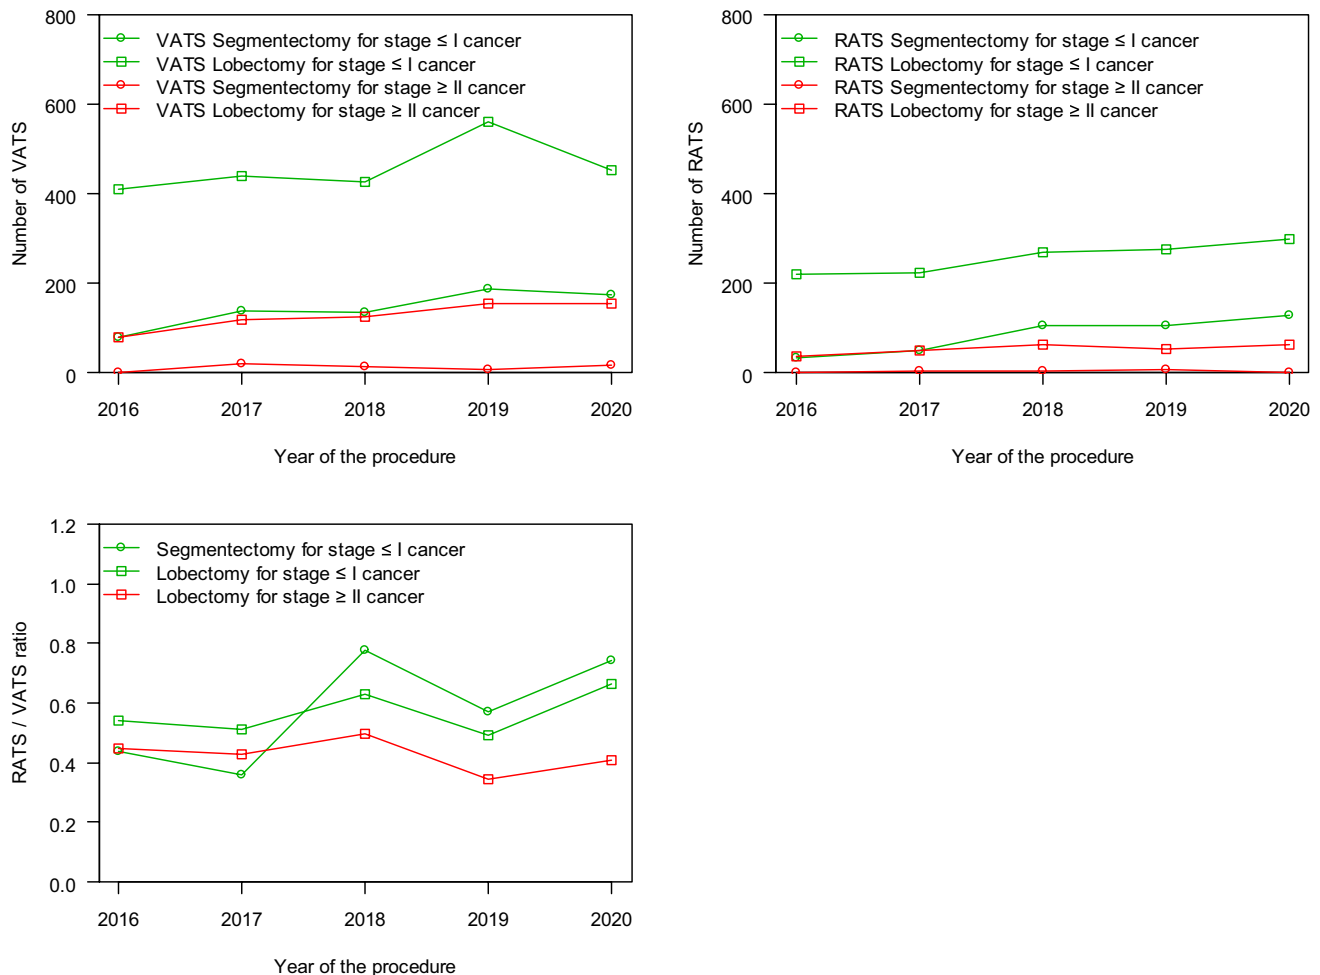 800
600
400
200
0
Number of VATS
VATS Segmentectomy for stage ≤ I cancer
VATS Lobectomy for stage ≤ I cancer
VATS Segmentectomy for stage ≥ II cancer
VATS Lobectomy for stage ≥ II cancer
2016 2017 2018 2019 2020
Year of the procedure
800
600
400
200
0
Number of RATS
RATS Segmentectomy for stage ≤ I cancer
RATS Lobectomy for stage ≤ I cancer
RATS Segmentectomy for stage ≥ II cancer
RATS Lobectomy for stage ≥ II cancer
2016 2017 2018 2019 2020
Year of the procedure
1.2
1.0
0.8
0.6
0.4
0.2
0.0
RATS / VATS ratio
Segmentectomy for stage ≤ I cancer
Lobectomy for stage ≤ I cancer
Lobectomy for stage ≥ II cancer
2016 2017 2018 2019 2020
Year of the procedure